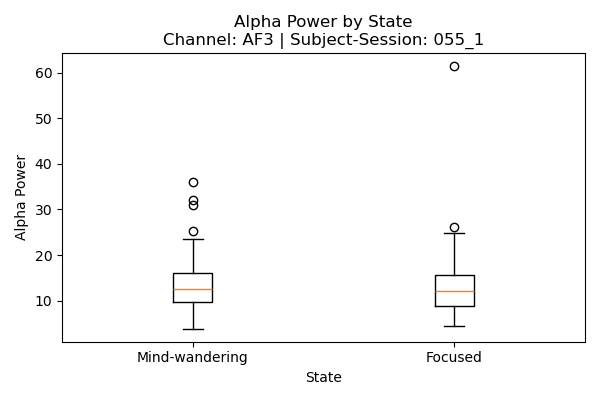 Alpha Power by State
Channel: AF3 | Subject-Session: 055_1
Alpha Power
60
50
40
30
20
10
Mind-wandering
Focused
State